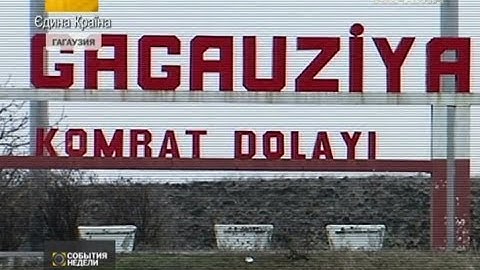 Єдина Країна
ГАГАУЗИЯ
GAGAUZİYA
KOMRAT DOLAYI
СОБЫТИЯ
НЕДЕЛИ